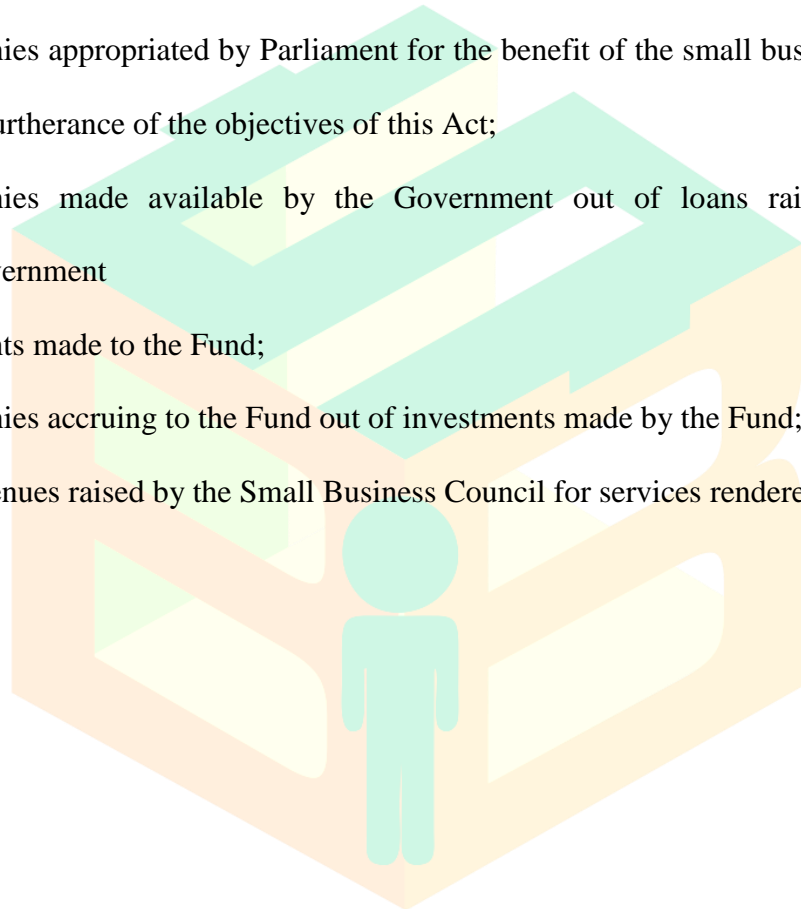 nies appropriated by Parliament for the benefit of the small bus
urtherance of the objectives of this Act;
nies made available by the Government out of loans rai
vernment
nts made to the Fund;
nies accruing to the Fund out of investments made by the Fund;
enues raised by the Small Business Council for services rendere